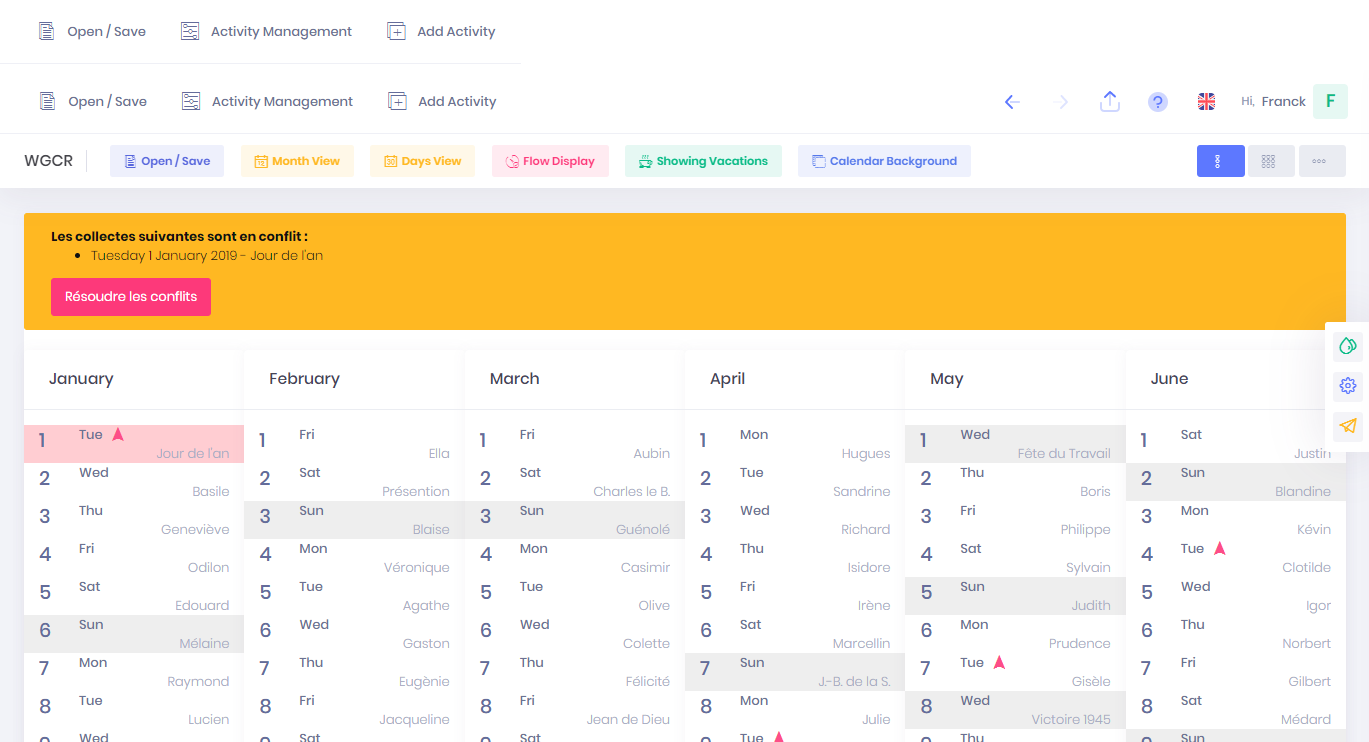 Open / Save Activity Management Add Activity
Open / Save Activity Management Add Activity ? Hi, Franck F
WGCR Open / Save Month View Days View Flow Display Showing Vacations Calendar Background
Les collectes suivantes sont en conflit :
Tuesday 1 January 2019 - Jour de l'an
Résoudre les conflits
January February March April May June
1 Tue Jour de l'an 1 Fri Ella 1 Fri Aubin 1 Mon Hugues 1 Wed Fête du Travail 1 Sat Justin
2 Wed Basile 2 Sat Présention 2 Sat Charles le B. 2 Tue Sandrine 2 Thu Boris 2 Sun Blandine
3 Thu Geneviève 3 Sun Blaise 3 Sun Guénolé 3 Wed Richard 3 Fri Philippe 3 Mon Kévin
4 Fri Odilon 4 Mon Véronique 4 Mon Casimir 4 Thu Isidore 4 Sat Sylvain 4 Tue Clotilde
5 Sat Edouard 5 Tue Agathe 5 Tue Olive 5 Fri Irène 5 Sun Judith 5 Wed Igor
6 Sun Mélaine 6 Wed Gaston 6 Wed Colette 6 Sat Marcellin 6 Mon Prudence 6 Thu Norbert
7 Mon Raymond 7 Thu Eugènie 7 Thu Félicité 7 Sun J.-B. de la S. 7 Tue Gisèle 7 Fri Gilbert
8 Tue Lucien 8 Fri Jacqueline 8 Fri Jean de Dieu 8 Mon Julie 8 Wed Victoire 1945 8 Sat Médard
9 Wed 9 Sat 9 Sat 9 Tue 9 Thu 9 Sun